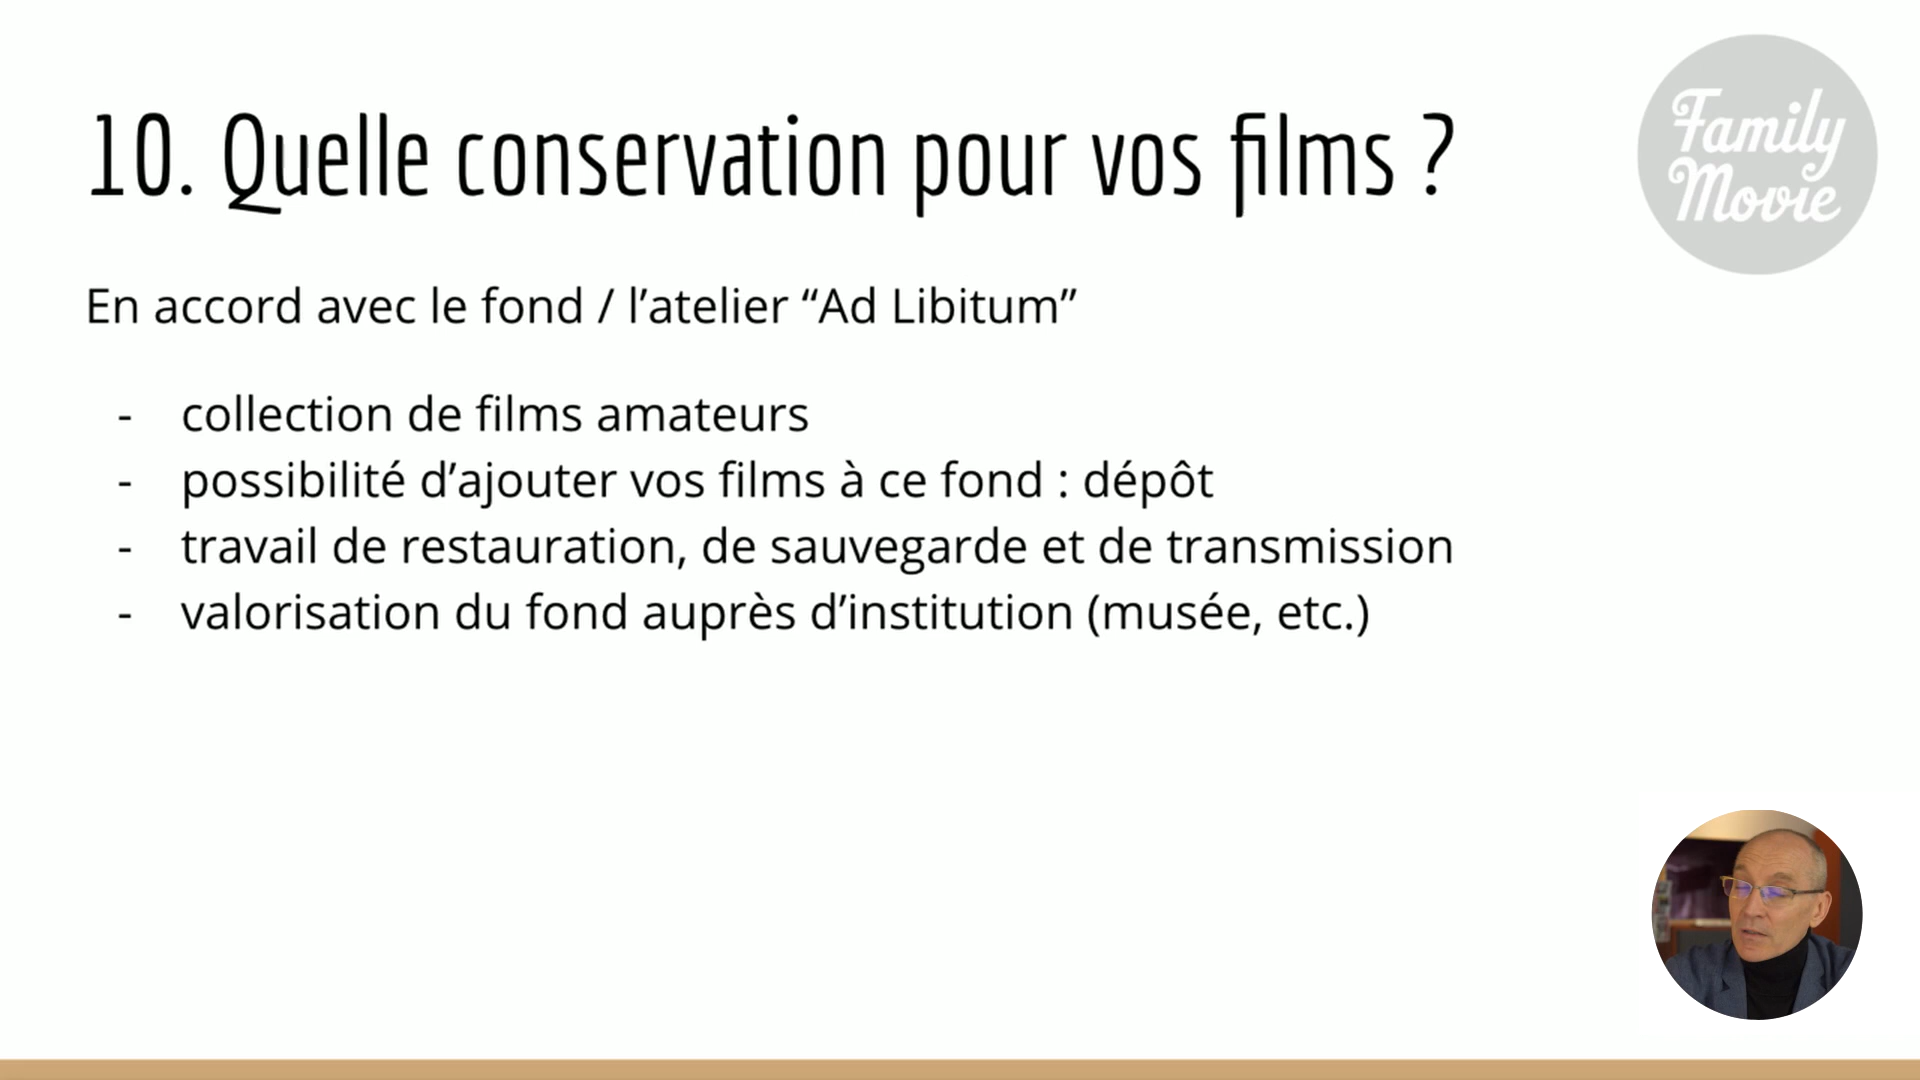 10. Quelle conservation pour vos films ?
Family
Movie
En accord avec le fond / l’atelier “Ad Libitum”
- collection de films amateurs
- possibilité d’ajouter vos films à ce fond : dépôt
- travail de restauration, de sauvegarde et de transmission
- valorisation du fond auprès d’institution (musée, etc.)